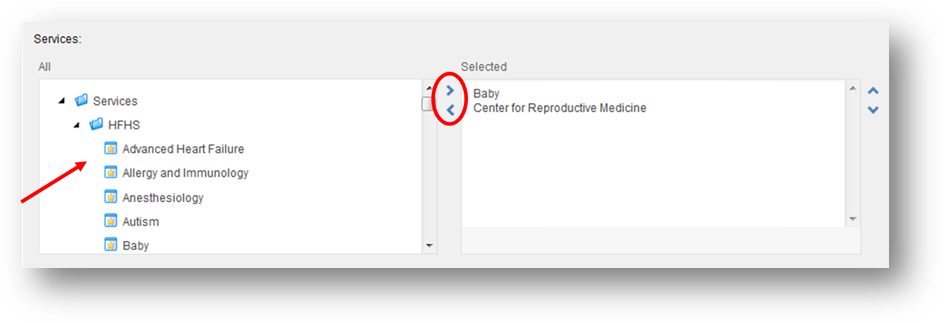 Services:
All
Selected
Services
HFHS
Advanced Heart Failure
Allergy and Immunology
Anesthesiology
Autism
Baby
Baby
Center for Reproductive Medicine